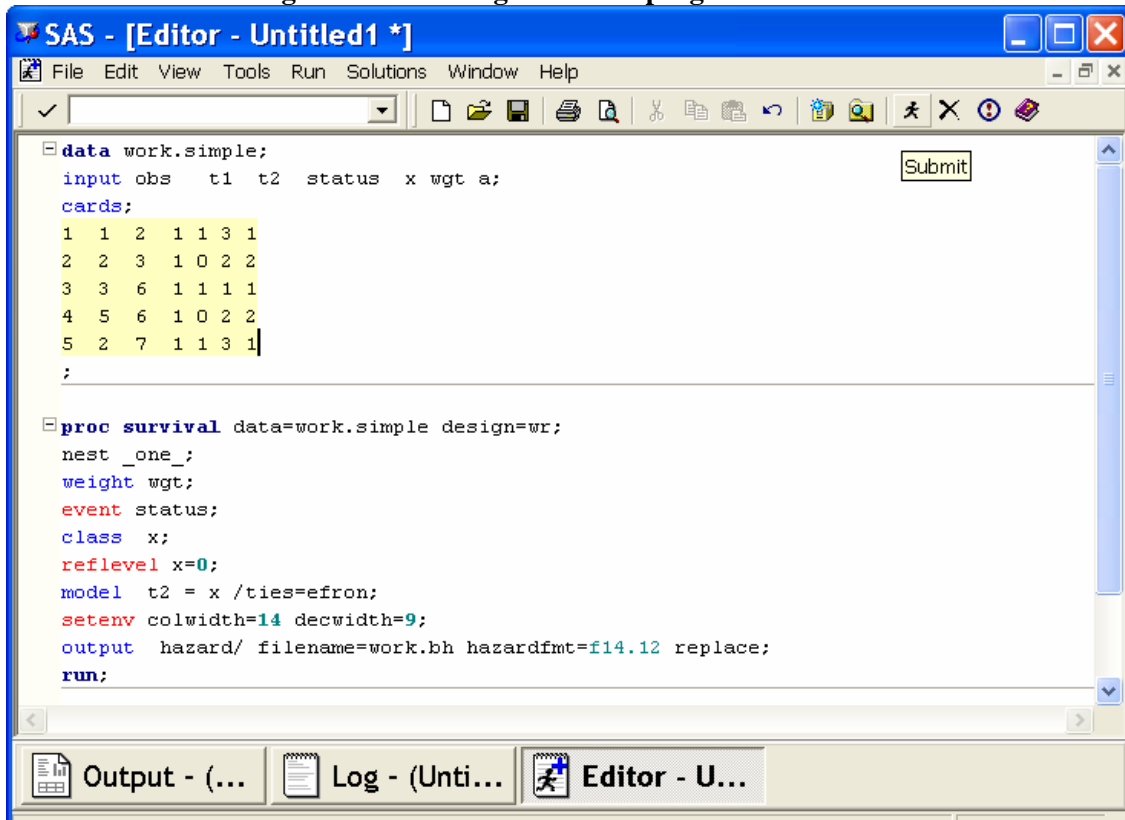 SAS - [Editor - Untitled1 *]
File Edit View Tools Run Solutions Window Help
Submit
data work.simple;
input obs t1 t2 status x wgt a;
cards;
1 1 2 1 1 3 1
2 2 3 1 0 2 2
3 3 6 1 1 1 1
4 5 6 1 0 2 2
5 2 7 1 1 3 1
;
proc survival data=work.simple design=wr;
nest _one_;
weight wgt;
event status;
class x;
reflevel x=0;
model t2 = x /ties=efron;
setenv colwidth=14 decwidth=9;
output hazard/ filename=work.bh hazardfmt=f14.12 replace;
run;
Output - (...
Log - (Unti...
Editor - U...